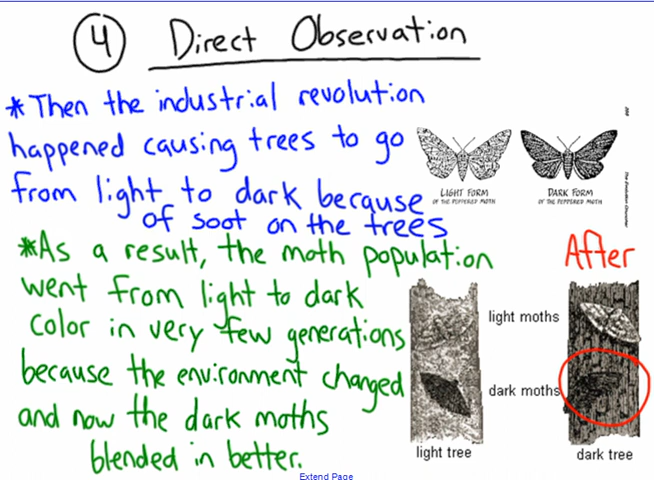 4 Direct Observation
*Then the industrial revolution
happened causing trees to go
from light to dark because
of soot on the trees
*As a result, the moth population
went from light to dark
color in very few generations
because the environment changed
and now the dark moths
blended in better.
LIGHT FORM
OF THE PEPPERED MOTH
DARK FORM
OF THE PEPPERED MOTH
After
light moths
dark moths
light tree
dark tree
Extend Page